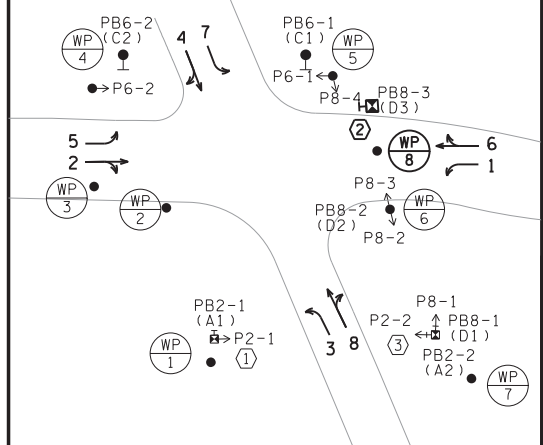 PB6-2
(C2)
WP
4
P6-2
4
7
PB6-1
(C1)
WP
5
P6-1
P8-4
PB8-3
(D3)
2
WP
8
5
2
6
1
WP
3
WP
2
P8-3
PB8-2
(D2)
WP
6
P8-2
PB2-1
(A1)
P2-1
WP
1
1
3
8
P8-1
P2-2
PB8-1
(D1)
3
PB2-2
(A2)
WP
7